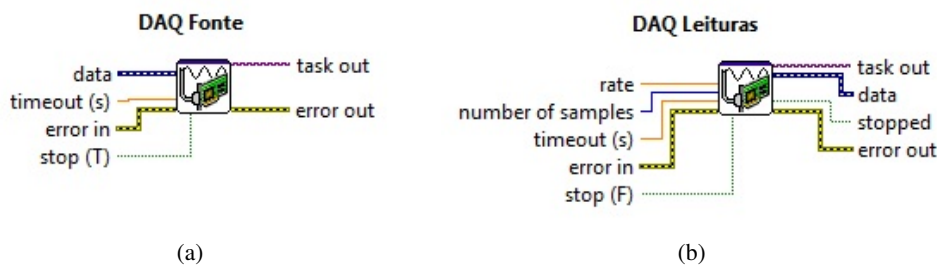 DAQ Fonte
data
timeout (s)
error in
stop (T)
task out
error out
(a)
DAQ Leituras
rate
number of samples
timeout (s)
error in
stop (F)
task out
data
stopped
error out
(b)